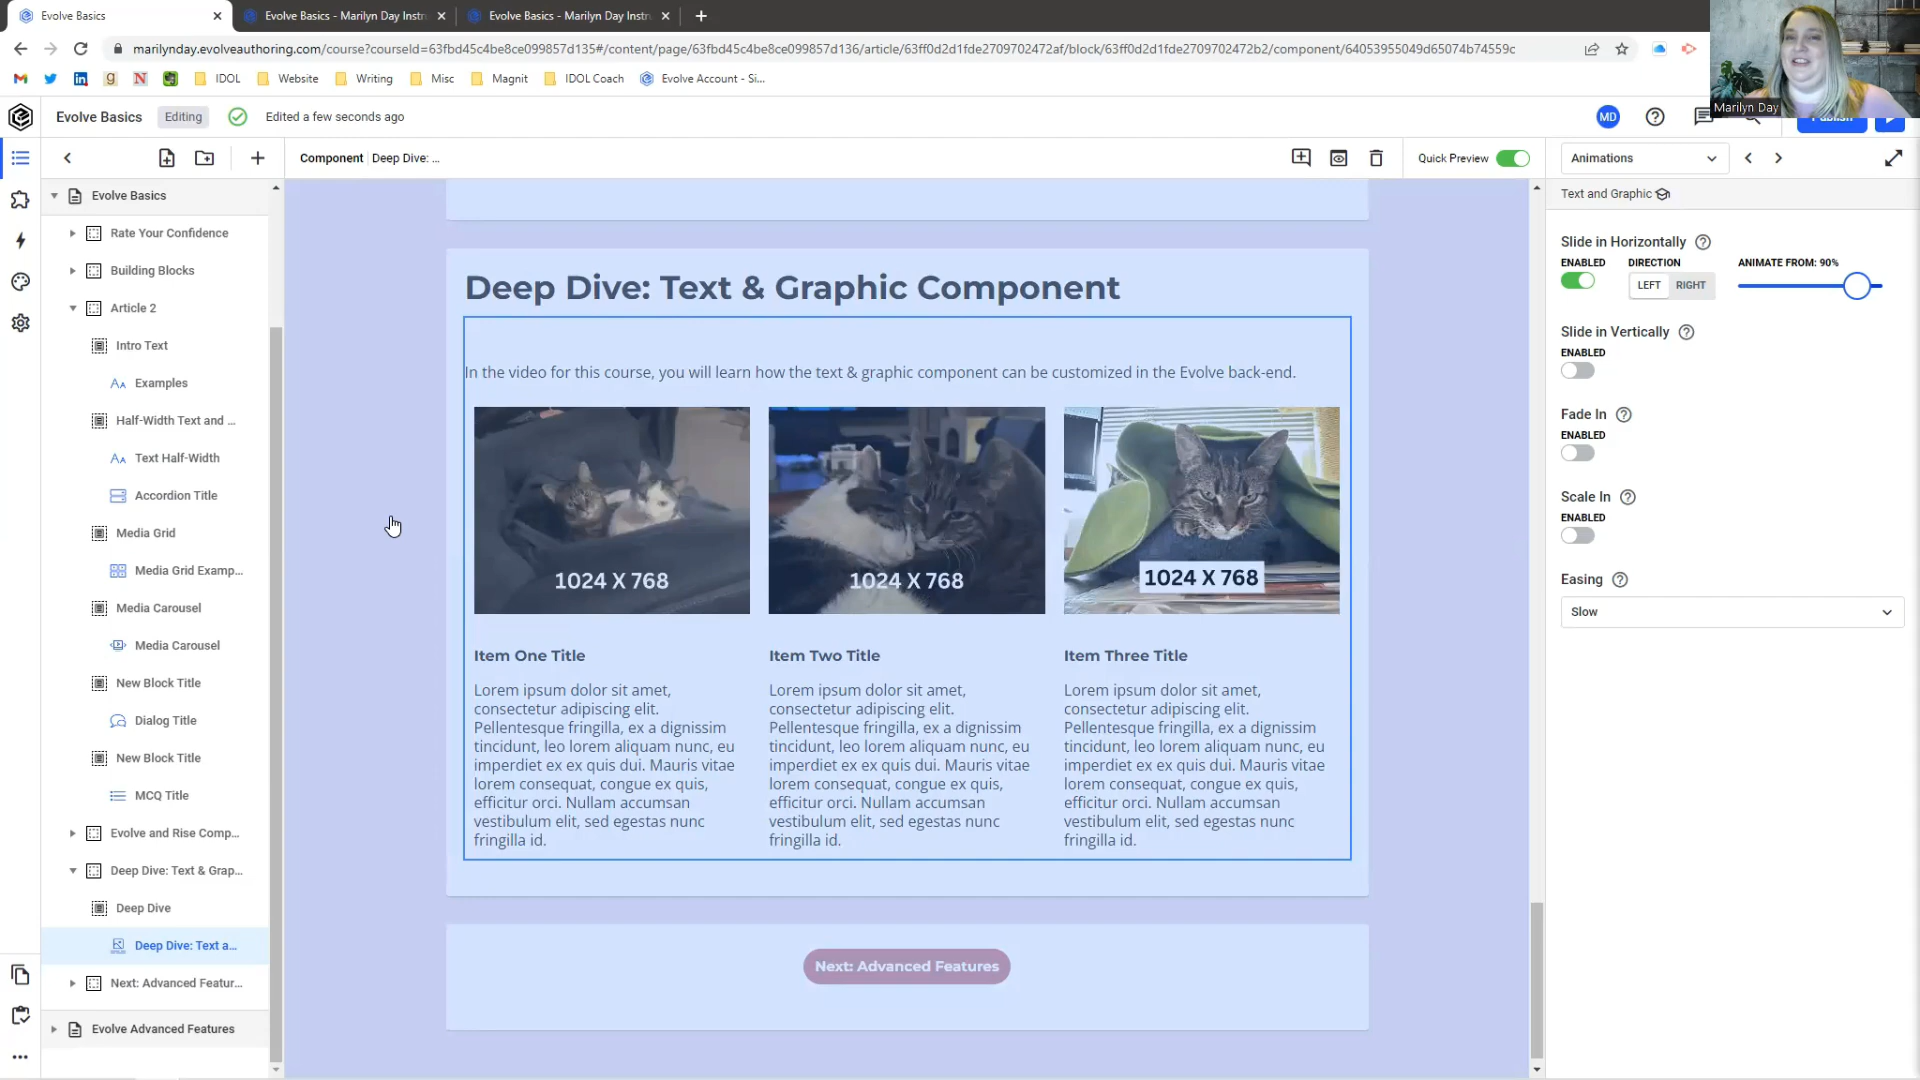 Evolve Basics
Evolve Basics - Marilyn Day Instr
Evolve Basics - Marilyn Day Instru
marilynday.evolveauthoring.com/course?courseId=63fbd45c4be8ce099857d135#/content/page/63fbd45c4be8ce099857d136/article/63ff0d2d1fde2709702472af/block/63ff0d2d1fde2709702472b2/component/64053955049d65074b74559c
IDOL
Website
Writing
Misc
Magnit
IDOL Coach
Evolve Account - Si...
Marilyn Day
Evolve Basics
Editing
Edited a few seconds ago
MD
Publish
Component
Deep Dive: ...
Quick Preview
Animations
Evolve Basics
Rate Your Confidence
Building Blocks
Article 2
Intro Text
Examples
Half-Width Text and ...
Text Half-Width
Accordion Title
Media Grid
Media Grid Examp...
Media Carousel
Media Carousel
New Block Title
Dialog Title
New Block Title
MCQ Title
Evolve and Rise Comp...
Deep Dive: Text & Grap...
Deep Dive
Deep Dive: Text a...
Next: Advanced Featur...
Evolve Advanced Features
Deep Dive: Text & Graphic Component
In the video for this course, you will learn how the text & graphic component can be customized in the Evolve back-end.
1024 X 768
1024 X 768
1024 X 768
Item One Title
Lorem ipsum dolor sit amet,
consectetur adipiscing elit.
Pellentesque fringilla, ex a dignissim
tincidunt, leo lorem aliquam nunc, eu
imperdiet ex ex quis dui. Mauris vitae
lorem consequat, congue ex quis,
efficitur orci. Nullam accumsan
vestibulum elit, sed egestas nunc
fringilla id.
Item Two Title
Lorem ipsum dolor sit amet,
consectetur adipiscing elit.
Pellentesque fringilla, ex a dignissim
tincidunt, leo lorem aliquam nunc, eu
imperdiet ex ex quis dui. Mauris vitae
lorem consequat, congue ex quis,
efficitur orci. Nullam accumsan
vestibulum elit, sed egestas nunc
fringilla id.
Item Three Title
Lorem ipsum dolor sit amet,
consectetur adipiscing elit.
Pellentesque fringilla, ex a dignissim
tincidunt, leo lorem aliquam nunc, eu
imperdiet ex ex quis dui. Mauris vitae
lorem consequat, congue ex quis,
efficitur orci. Nullam accumsan
vestibulum elit, sed egestas nunc
fringilla id.
Next: Advanced Features
Text and Graphic
Slide in Horizontally
ENABLED
DIRECTION
ANIMATE FROM: 90%
LEFT
RIGHT
Slide in Vertically
ENABLED
Fade In
ENABLED
Scale In
ENABLED
Easing
Slow